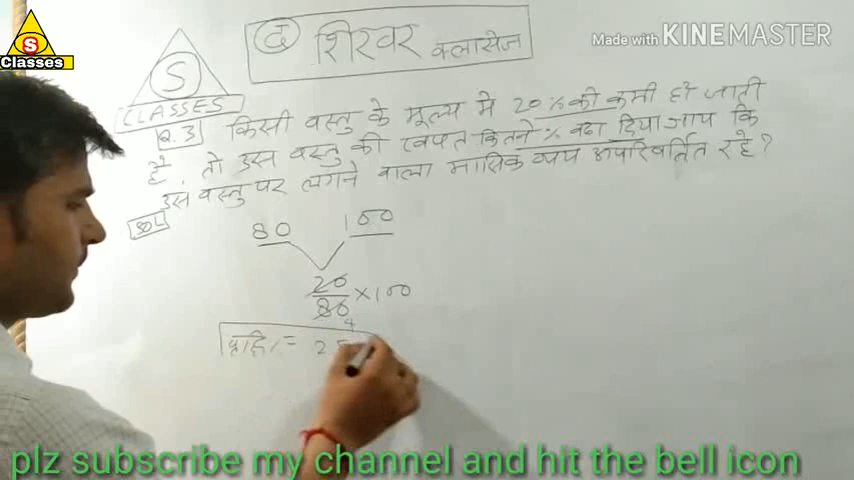 S
Classes
Made with KINEMASTER
द शिखर क्लासेज
S
CLASSES
Q.3 किसी वस्तु के मूल्य में 20% की कमी हो जाती
है, तो उस वस्तु की खपत कितने % बढा दिया जाय कि
उस वस्तु पर लगने वाला मासिक व्यय अपरिवर्तित रहे?
SOL
80 100
20
80 ×100
4
वृद्धि% = 25
plz subscribe my channel and hit the bell icon